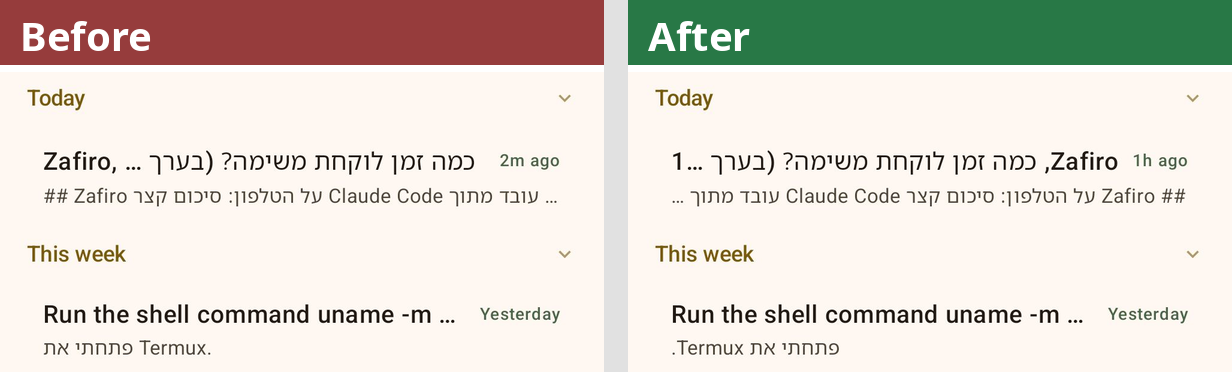 Before
Today
Zafiro, כמה זמן לוקחת משימה? (בערך …
2m ago
## Zafiro על הטלפון: סיכום קצר Claude Code עובד מתוך …
This week
Run the shell command uname -m …
Yesterday
פתחתי את Termux.
After
Today
Zafiro, כמה זמן לוקחת משימה? (בערך 1…
1h ago
## Zafiro על הטלפון: סיכום קצר Claude Code עובד מתוך …
This week
Run the shell command uname -m …
Yesterday
פתחתי את Termux.